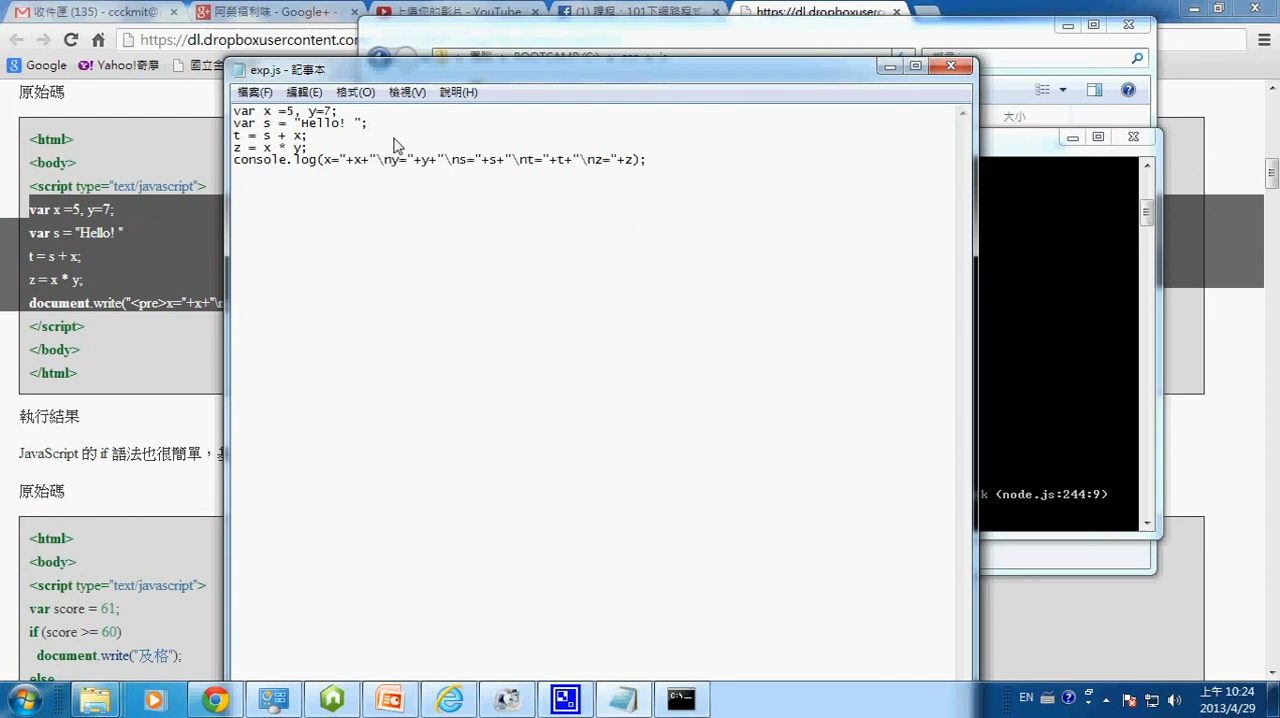 收件匣 (135) - ccckmit@
阿榮福利味 - Google+
上傳您的影片 - YouTube
(1) 課程：101下網路程式
https://dl.dropboxusercontent
https://dl.dropboxusercontent.cor
Google
Yahoo!奇摩
國立金
原始碼
<html>
<body>
<script type="text/javascript">
var x =5, y=7;
var s = "Hello! "
t = s + x;
z = x * y;
document.write("<pre>x="+x+"\r
</script>
</body>
</html>
執行結果
JavaScript 的 if 語法也很簡單，
原始碼
<html>
<body>
<script type="text/javascript">
var score = 61;
if (score >= 60)
document.write("及格");
else
exp.js - 記事本
檔案(F) 編輯(E) 格式(O) 檢視(V) 說明(H)
var x =5, y=7;
var s = "Hello! ";
t = s + x;
z = x * y;
console.log(x="+x+"\ny="+y+"\ns="+s+"\nt="+t+"\nz="+z);
大小
k (node.js:244:9)
EN
上午 10:24
2013/4/29